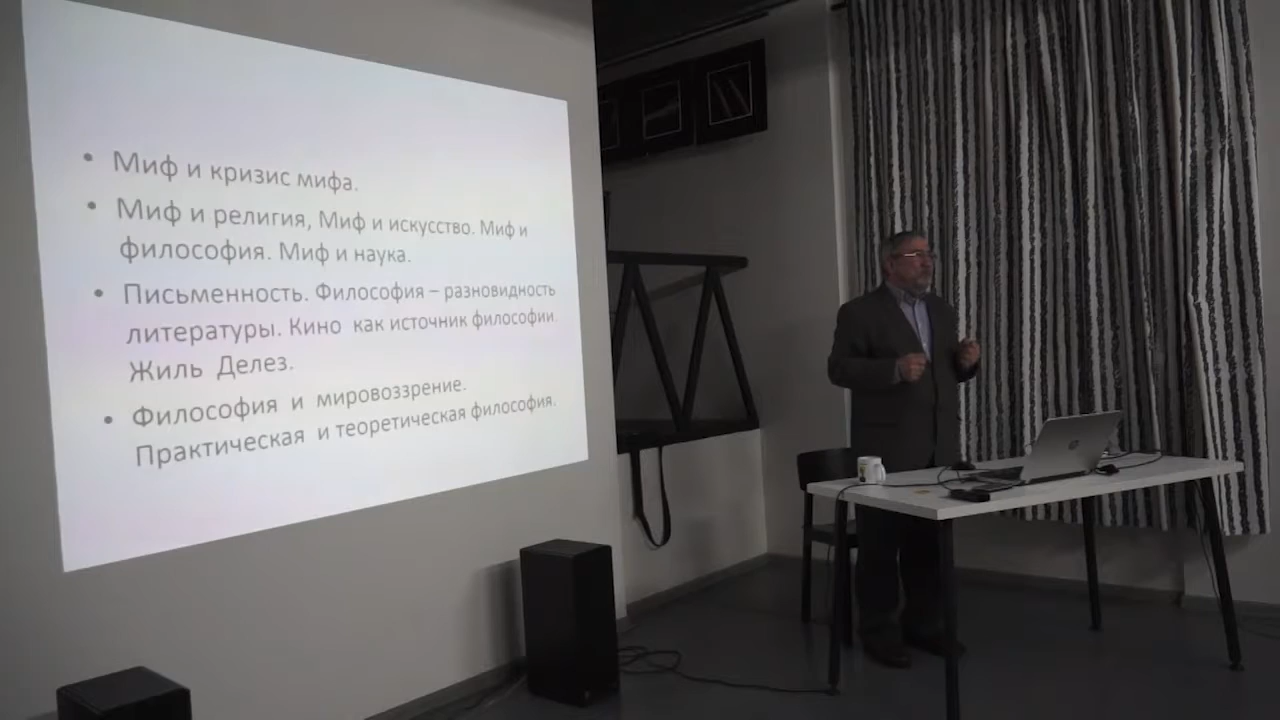 • Миф и кризис мифа.
• Миф и религия, Миф и искусство. Миф и
философия. Миф и наука.
• Письменность. Философия – разновидность
литературы. Кино как источник философии.
Жиль Делез.
• Философия и мировоззрение.
Практическая и теоретическая философия.